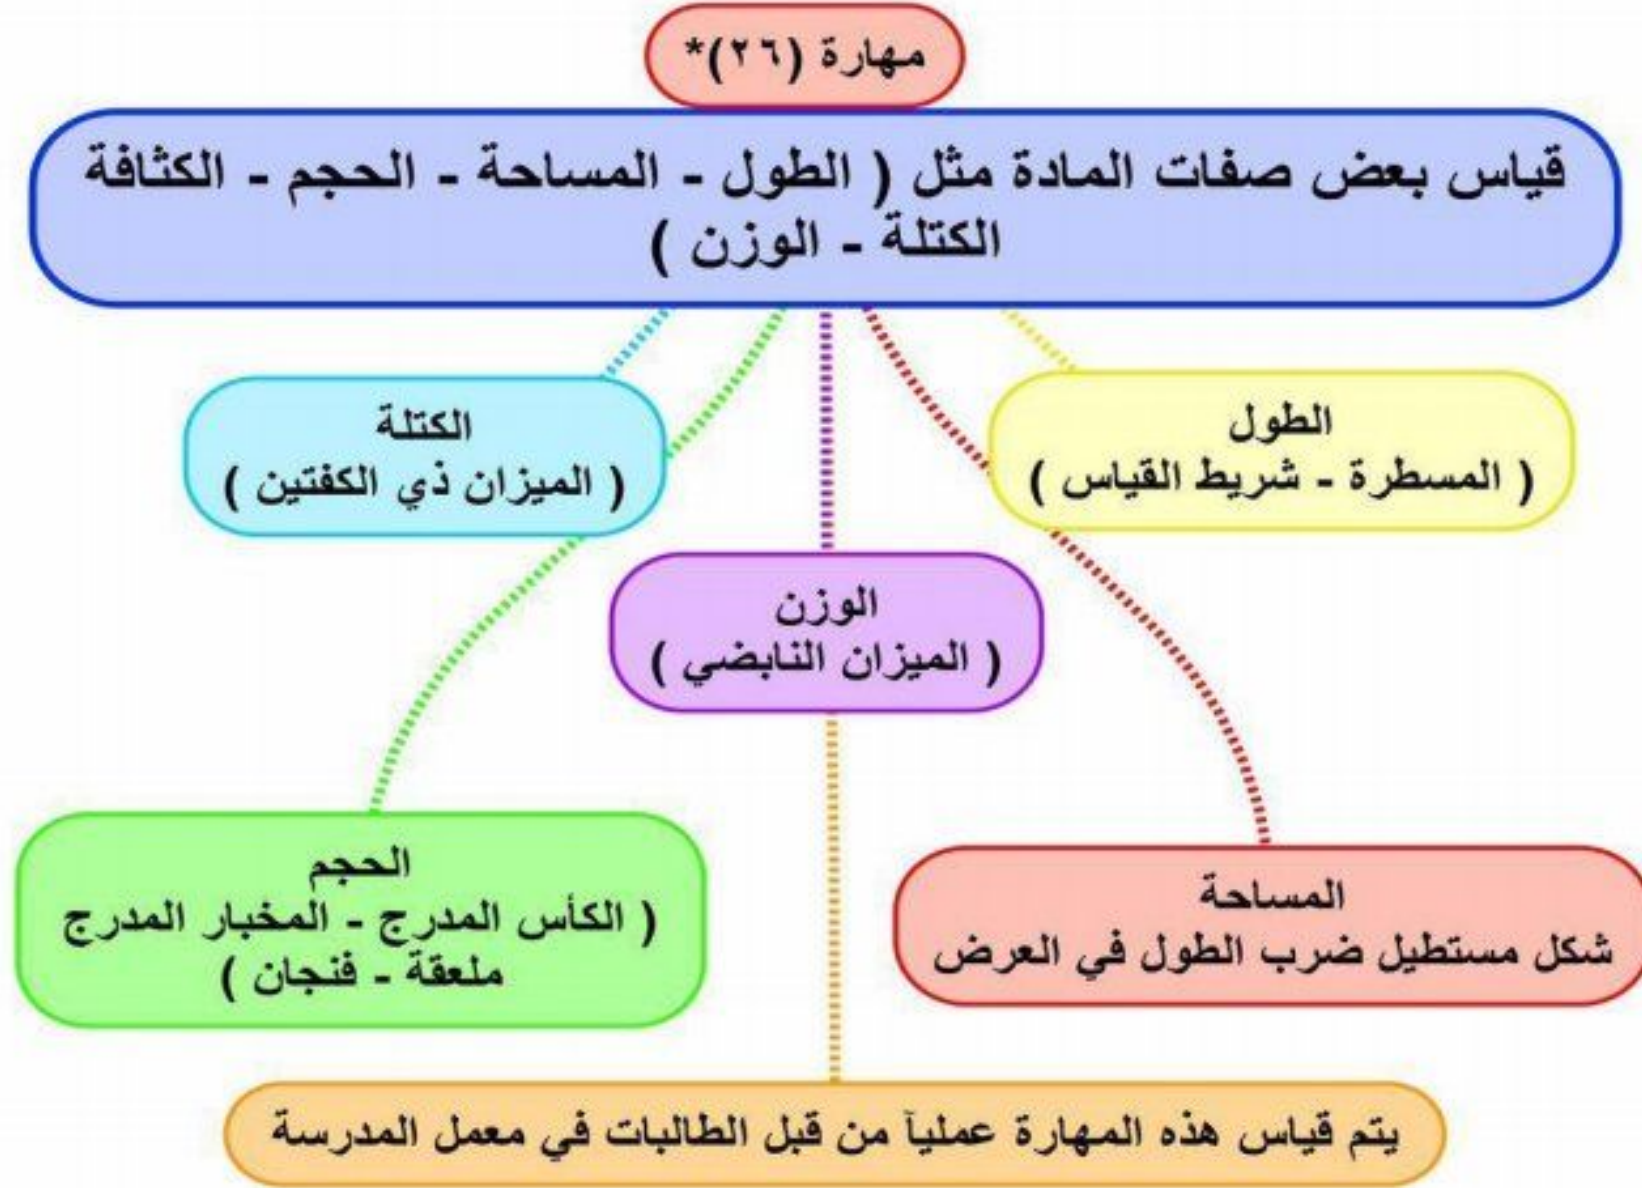 مهارة (٢٦)*
قياس بعض صفات المادة مثل ( الطول - المساحة - الحجم - الكثافة
الكتلة - الوزن )
الطول
( المسطرة - شريط القياس )
الكتلة
( الميزان ذي الكفتين )
الوزن
( الميزان النابضي )
المساحة
شكل مستطيل ضرب الطول في العرض
الحجم
( الكأس المدرج - المخبار المدرج
ملعقة - فنجان )
يتم قياس هذه المهارة عملياَ من قبل الطالبات في معمل المدرسة